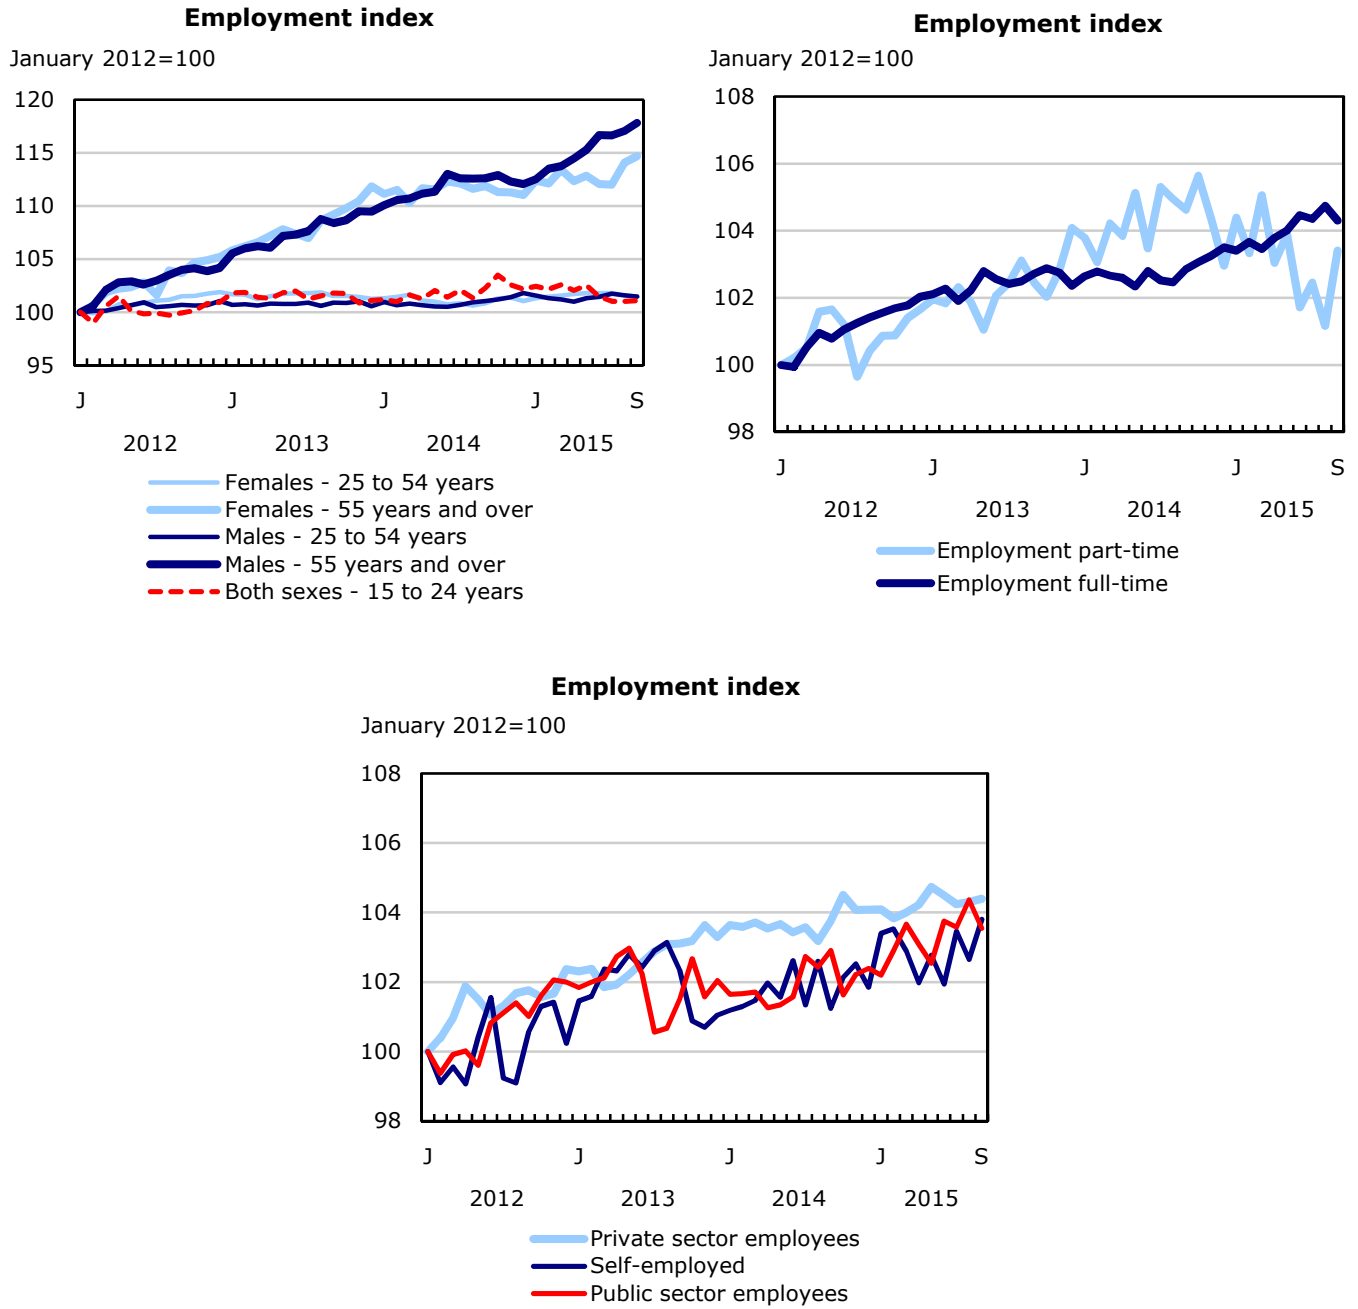 Employment index
January 2012=100
120
115
110
105
100
95
J J J J S
2012 2013 2014 2015
Females - 25 to 54 years
Females - 55 years and over
Males - 25 to 54 years
Males - 55 years and over
Both sexes - 15 to 24 years
Employment index
January 2012=100
108
106
104
102
100
98
J J J J S
2012 2013 2014 2015
Employment part-time
Employment full-time
Employment index
January 2012=100
108
106
104
102
100
98
J J J J S
2012 2013 2014 2015
Private sector employees
Self-employed
Public sector employees